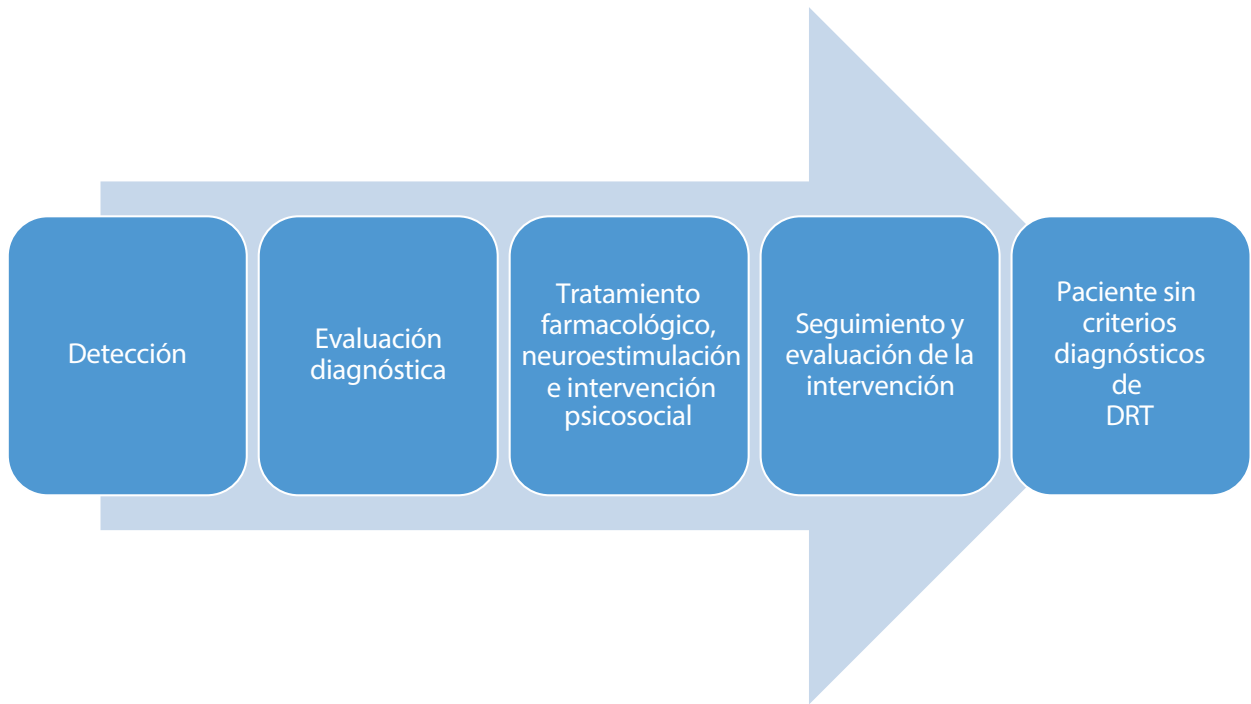 Detección
Evaluación
diagnóstica
Tratamiento
farmacológico,
neuroestimulación
e intervención
psicosocial
Seguimiento y
evaluación de la
intervención
Paciente sin
criterios
diagnósticos
de
DRT